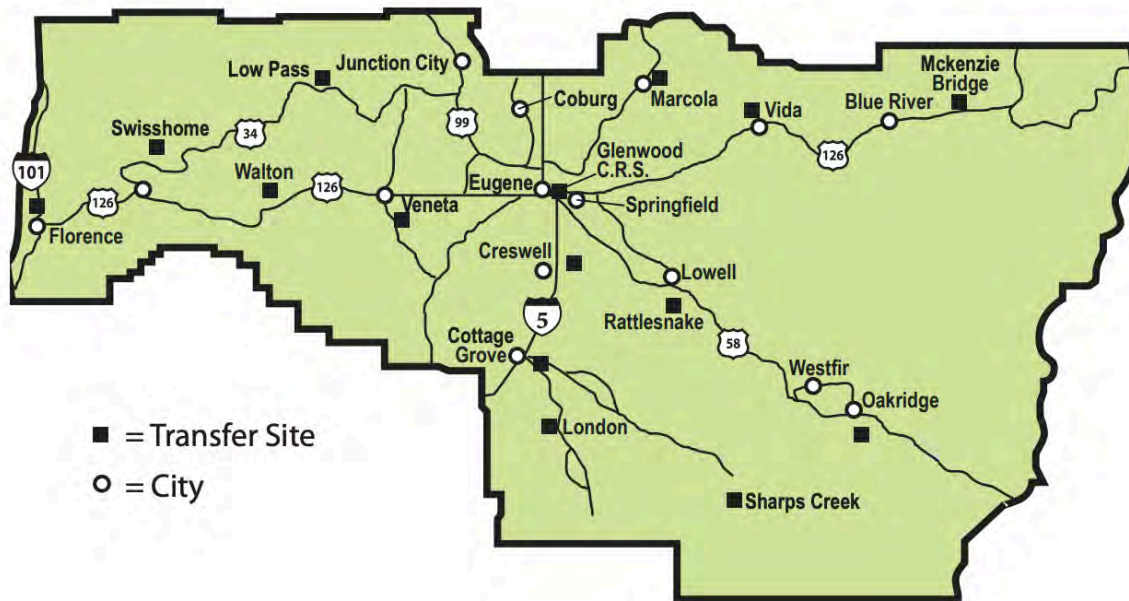 Junction City
Low Pass
Mckenzie
Bridge
Marcola
Coburg
Blue River
Vida
99
Swisshome
34
Glenwood
C.R.S.
126
101
Walton
126
Eugene
126
Springfield
Veneta
Florence
Creswell
Lowell
5
Rattlesnake
Cottage
Grove
58
Westfir
Oakridge
London
= Transfer Site
= City
Sharps Creek